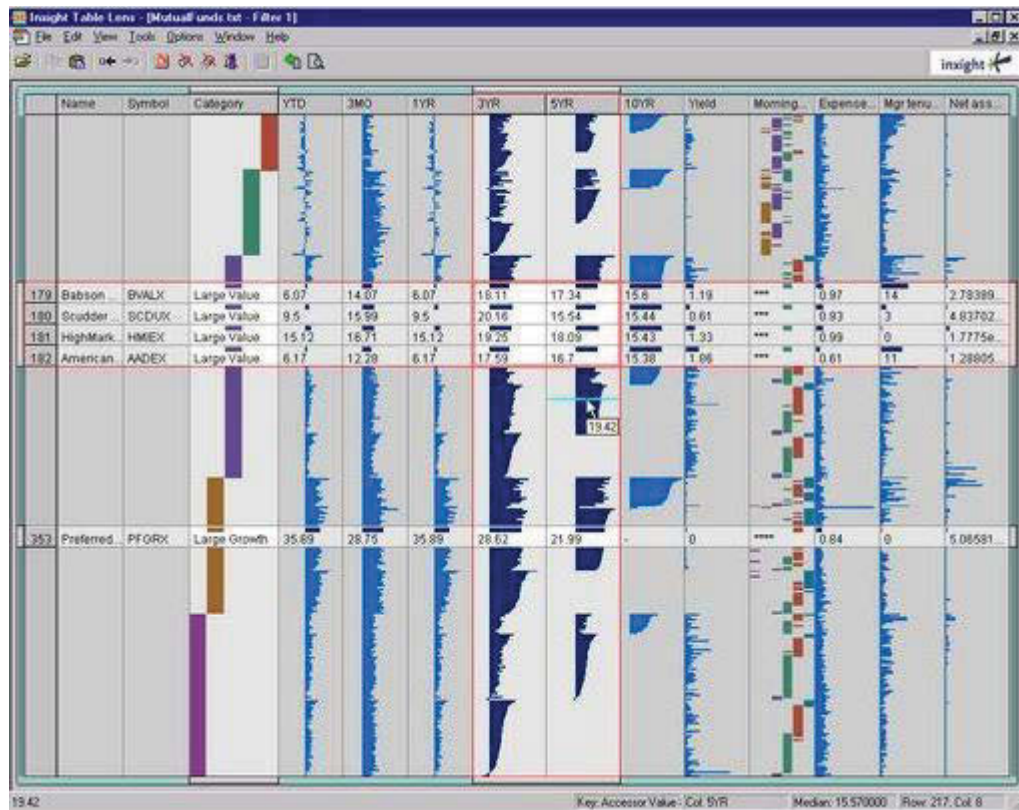 Inxight Table Lens - [MutualFunds.txt - Filter 1]
File Edit View Tools Options Window Help
inxight
Name Symbol Category YTD 3MO 1YR 3YR 5YR 10YR Yield Morning... Expense... Mgr tenu... Net ass...
179 Babson ... BVALX Large Value 6.07 14.07 6.07 18.11 17.34 15.6 1.19 *** 0.97 14 2.78389...
180 Scudder ... SCDUX Large Value 9.5 15.99 9.5 20.16 15.54 15.44 0.61 *** 0.93 3 4.83702...
181 HighMark... HMIEX Large Value 15.12 16.71 15.12 19.25 18.09 15.43 1.33 *** 0.99 0 1.7775e...
182 American... AADEX Large Value 6.17 12.28 6.17 17.59 16.7 15.38 1.86 *** 0.61 11 1.28805...
19.42
353 Preferred... PFGRX Large Growth 35.89 28.75 35.89 28.62 21.99 - 0 **** 0.84 0 5.06581...
19.42 Key: Accessor Value - Col: 5YR Median: 15.570000 Row: 217, Col: 8